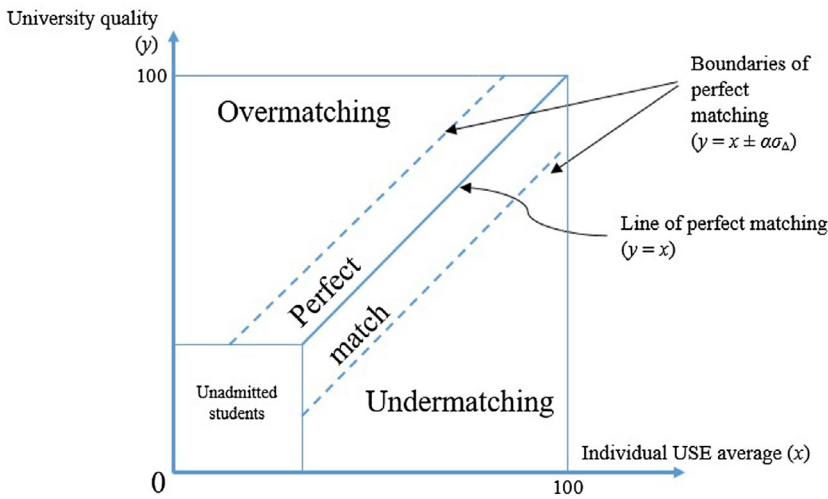 University quality
(y)
100
Overmatching
Boundaries of
perfect
matching
(y = x ± ασΔ)
Line of perfect matching
(y = x)
Perfect
match
Unadmitted
students
Undermatching
Individual USE average (x)
0
100